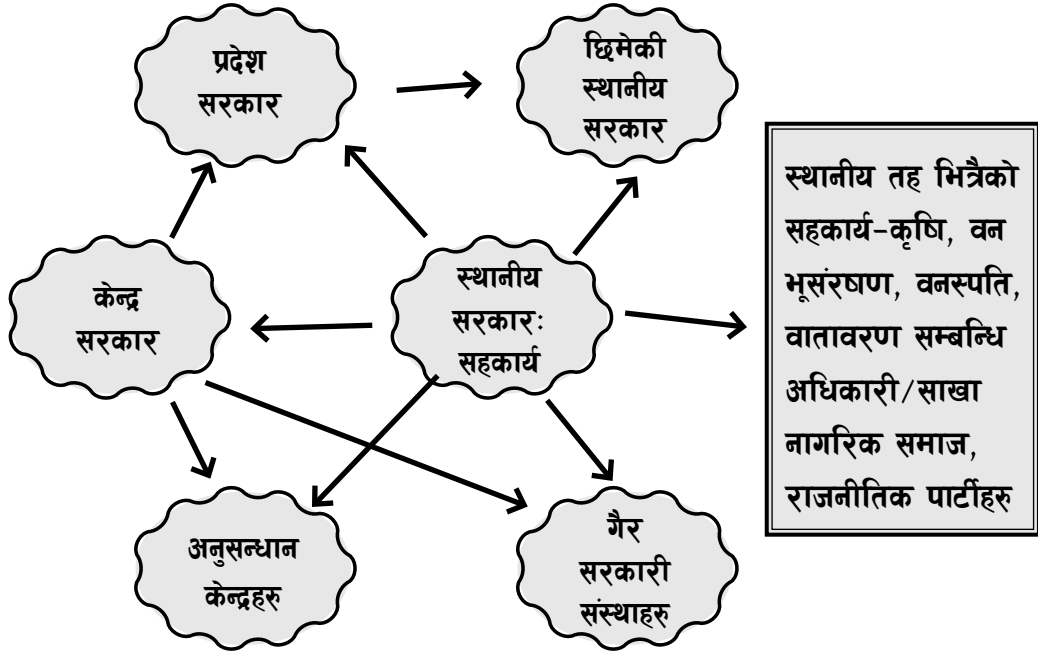 प्रदेश
सरकार
छिमेकी
स्थानीय
सरकार
केन्द्र
सरकार
स्थानीय
सरकारः
सहकार्य
स्थानीय तह भित्रैको
सहकार्य-कृषि, वन
भूसंरषाण, वनस्पति,
वातावरण सम्बन्धि
अधिकारी/साखा
नागरिक समाज,
राजनीतिक पार्टीहरु
अनुसन्धान
केन्द्रहरु
गैर
सरकारी
संस्थाहरु